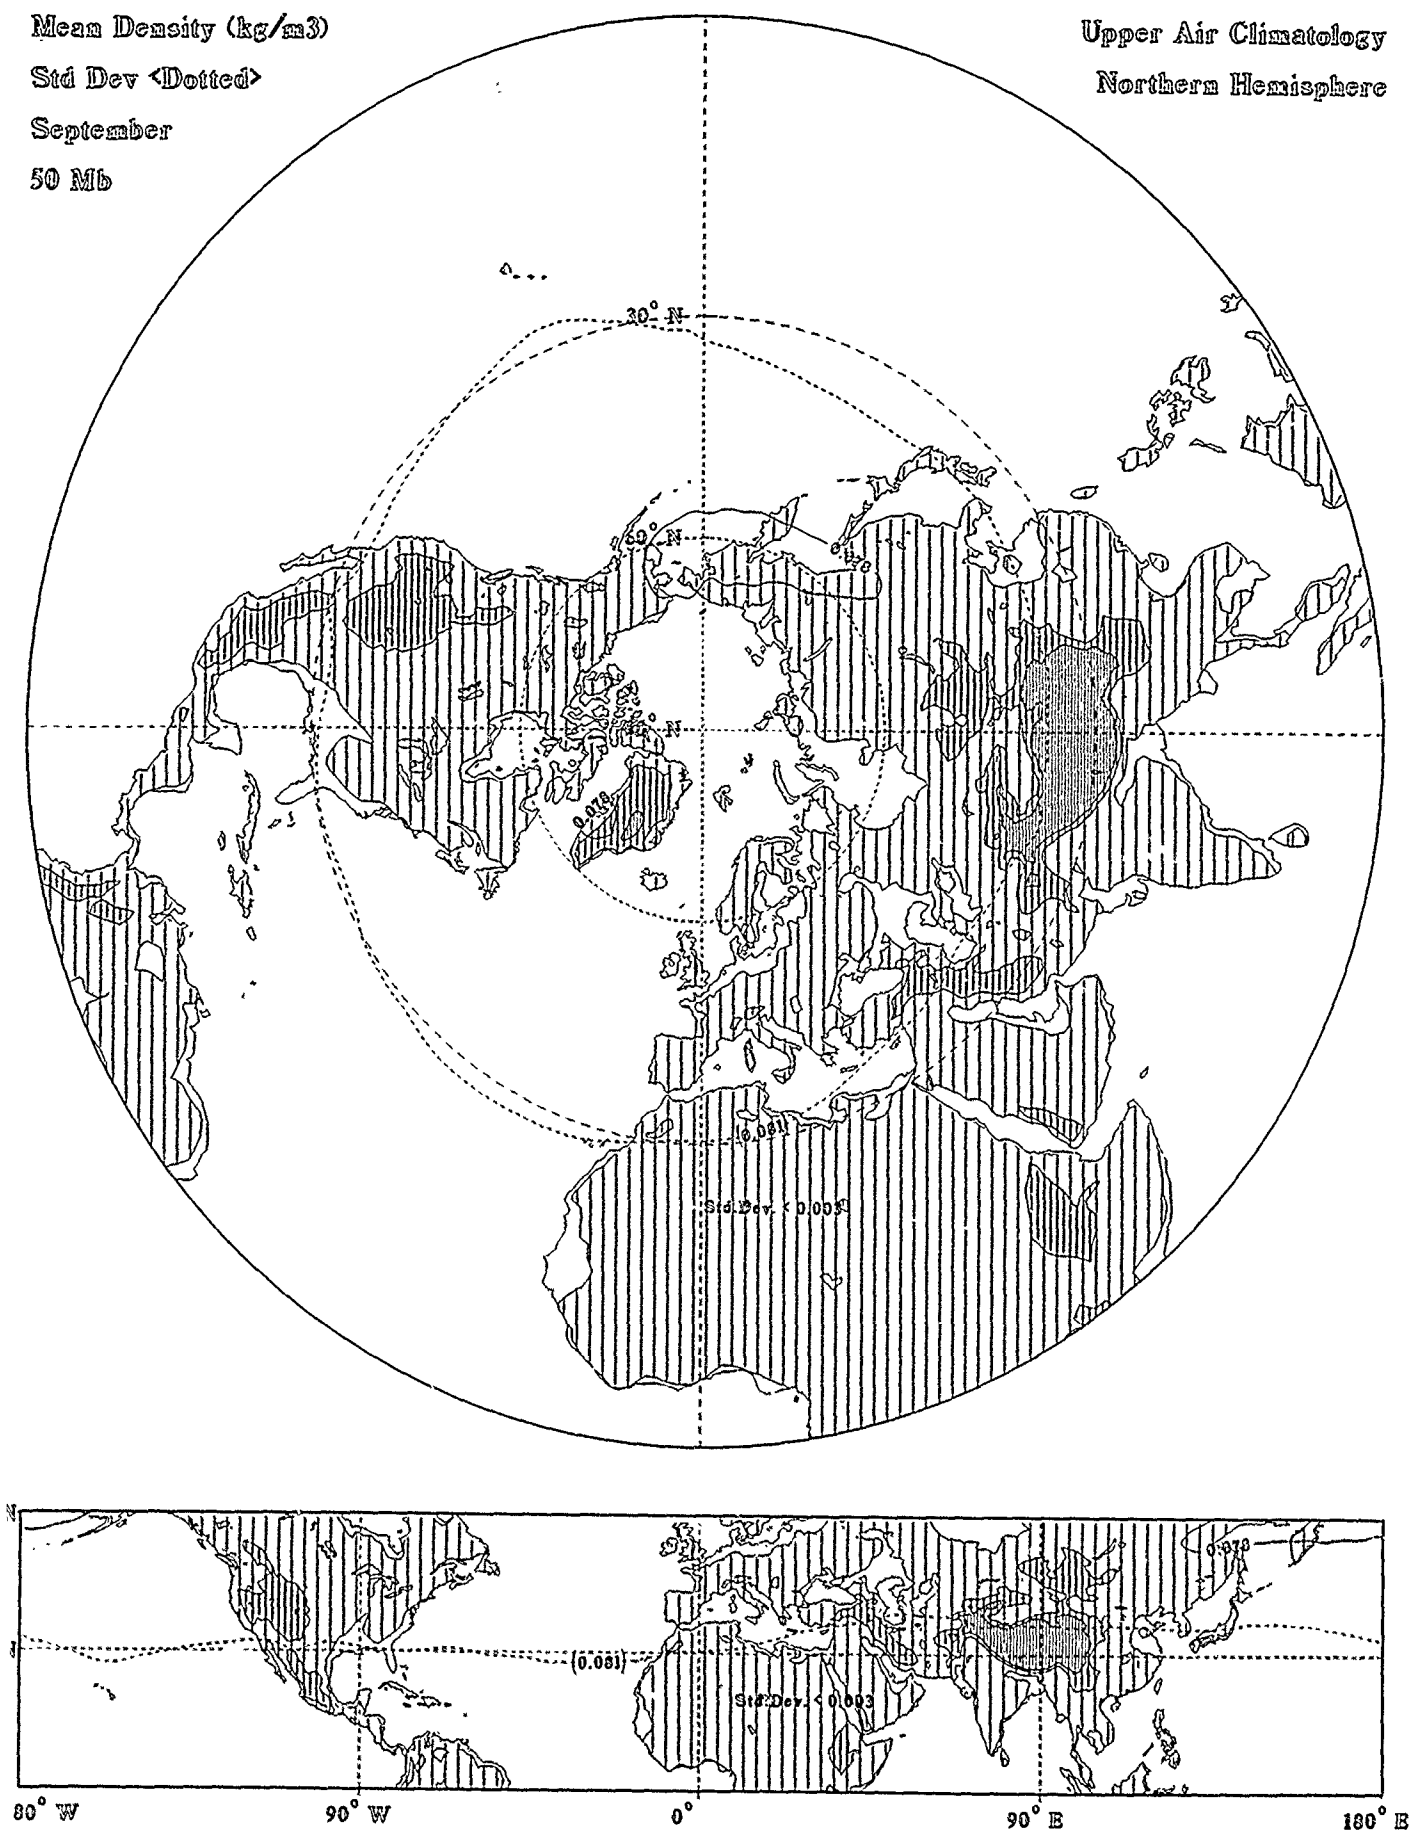 Mean Density (kg/m3)
Std Dev <Dotted>
September
50 Mb
Upper Air Climatology
Northern Hemisphere
30° N
60° N
° N
0.078
0.078
(0.081)
Std.Dev. < 0.003
N
0.078
(0.081)
Std.Dev. < 0.003
80° W
90° W
0°
90° E
180° E